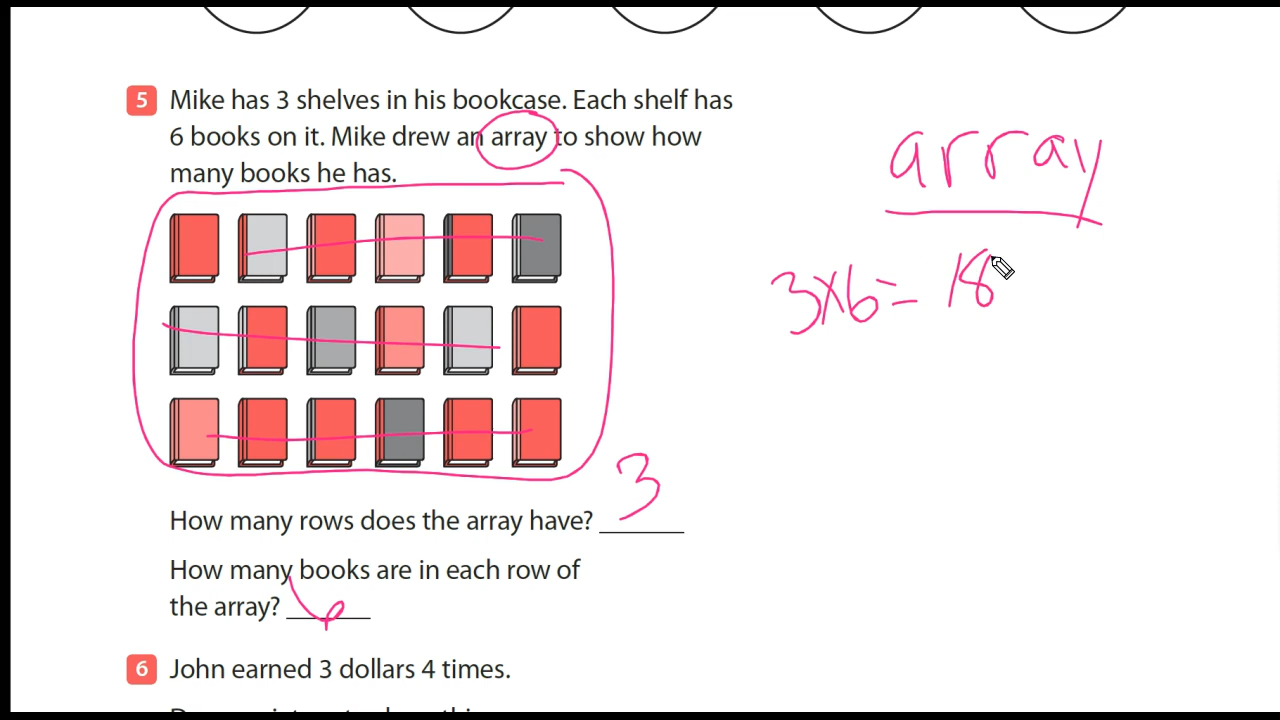 5 Mike has 3 shelves in his bookcase. Each shelf has
6 books on it. Mike drew an array to show how
many books he has.
array
3×6=18
How many rows does the array have? 3
How many books are in each row of
the array? 6
6 John earned 3 dollars 4 times.